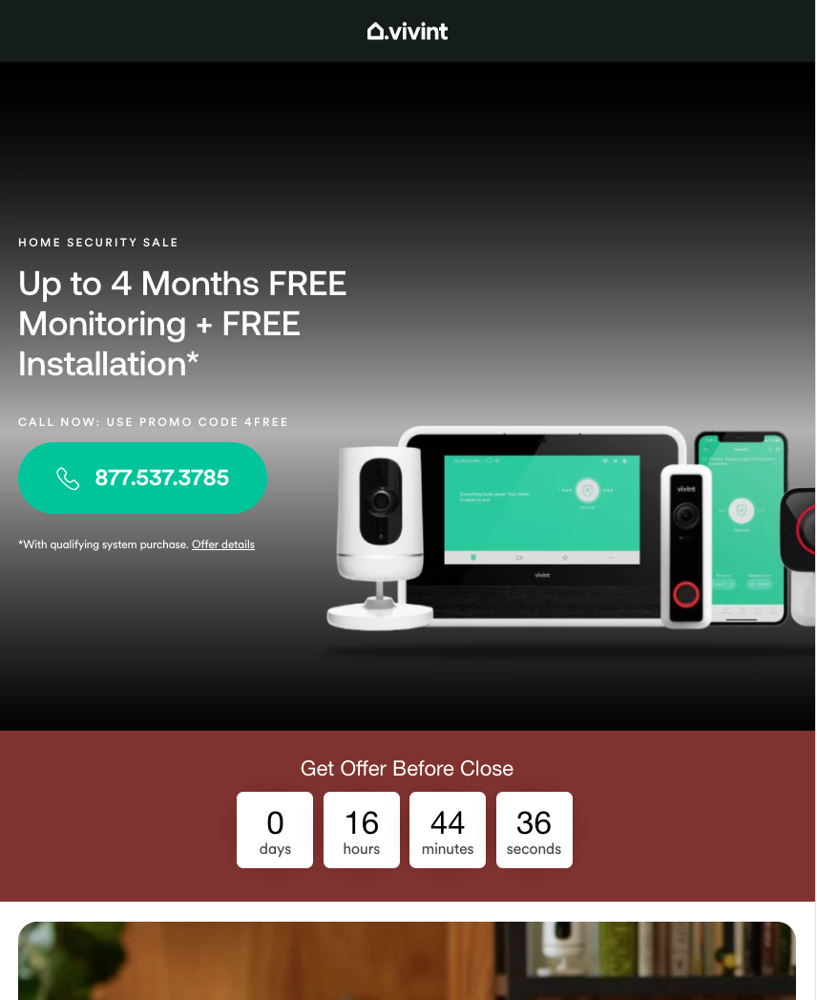 vivint
HOME SECURITY SALE
Up to 4 Months FREE
Monitoring + FREE
Installation*
CALL NOW: USE PROMO CODE 4FREE
877.537.3785
*With qualifying system purchase. Offer details
vivint
vivint
Get Offer Before Close
0 16 44 36
days hours minutes seconds